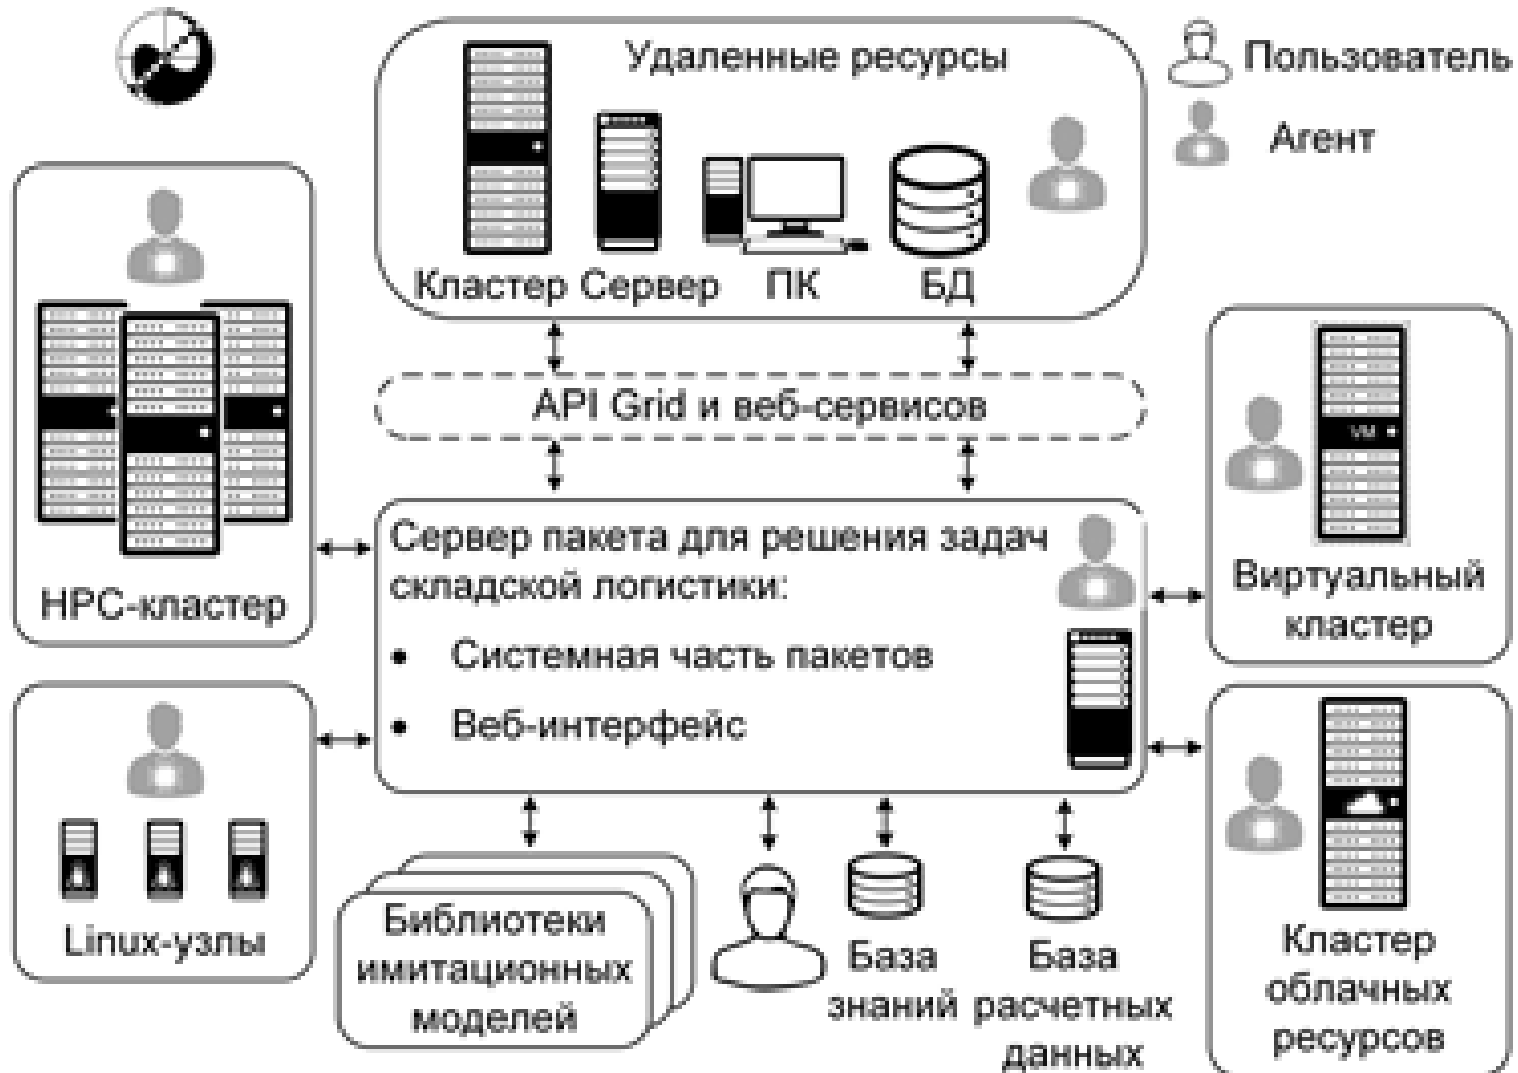 Удаленные ресурсы
Пользователь
Агент
Кластер Сервер ПК БД
API Grid и веб-сервисов
VM
Сервер пакета для решения задач
складской логистики:
• Системная часть пакетов
• Веб-интерфейс
HPC-кластер
Linux-узлы
Виртуальный
кластер
Кластер
облачных
ресурсов
Библиотеки
имитационных
моделей
База
знаний
База
расчетных
данных